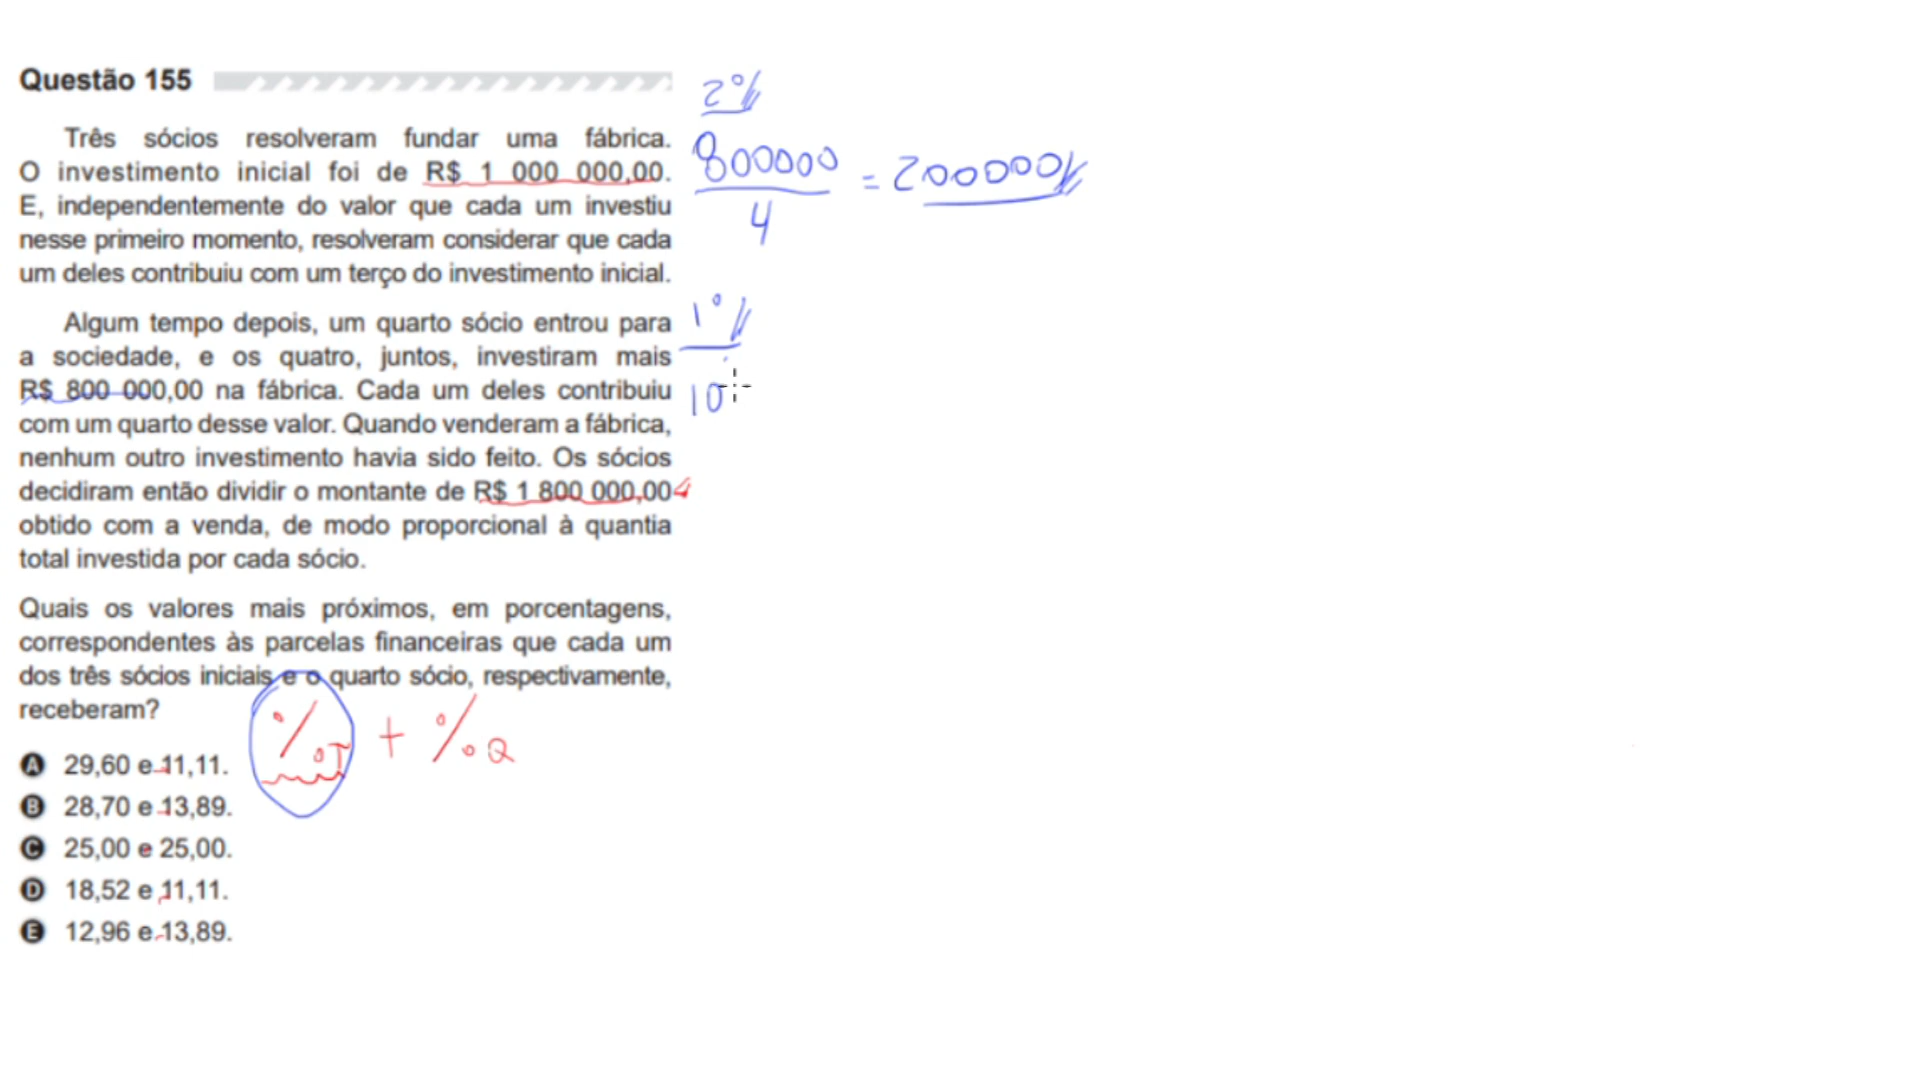 Questão 155
Três sócios resolveram fundar uma fábrica.
O investimento inicial foi de R$ 1 000 000,00.
E, independentemente do valor que cada um investiu
nesse primeiro momento, resolveram considerar que cada
um deles contribuiu com um terço do investimento inicial.
Algum tempo depois, um quarto sócio entrou para
a sociedade, e os quatro, juntos, investiram mais
R$ 800 000,00 na fábrica. Cada um deles contribuiu
com um quarto desse valor. Quando venderam a fábrica,
nenhum outro investimento havia sido feito. Os sócios
decidiram então dividir o montante de R$ 1 800 000,00
obtido com a venda, de modo proporcional à quantia
total investida por cada sócio.
Quais os valores mais próximos, em porcentagens,
correspondentes às parcelas financeiras que cada um
dos três sócios iniciais e o quarto sócio, respectivamente,
receberam?
% T + % Q
A 29,60 e 11,11.
B 28,70 e 13,89.
C 25,00 e 25,00.
D 18,52 e 11,11.
E 12,96 e 13,89.
2º
800000 = 200000
4
1º
10